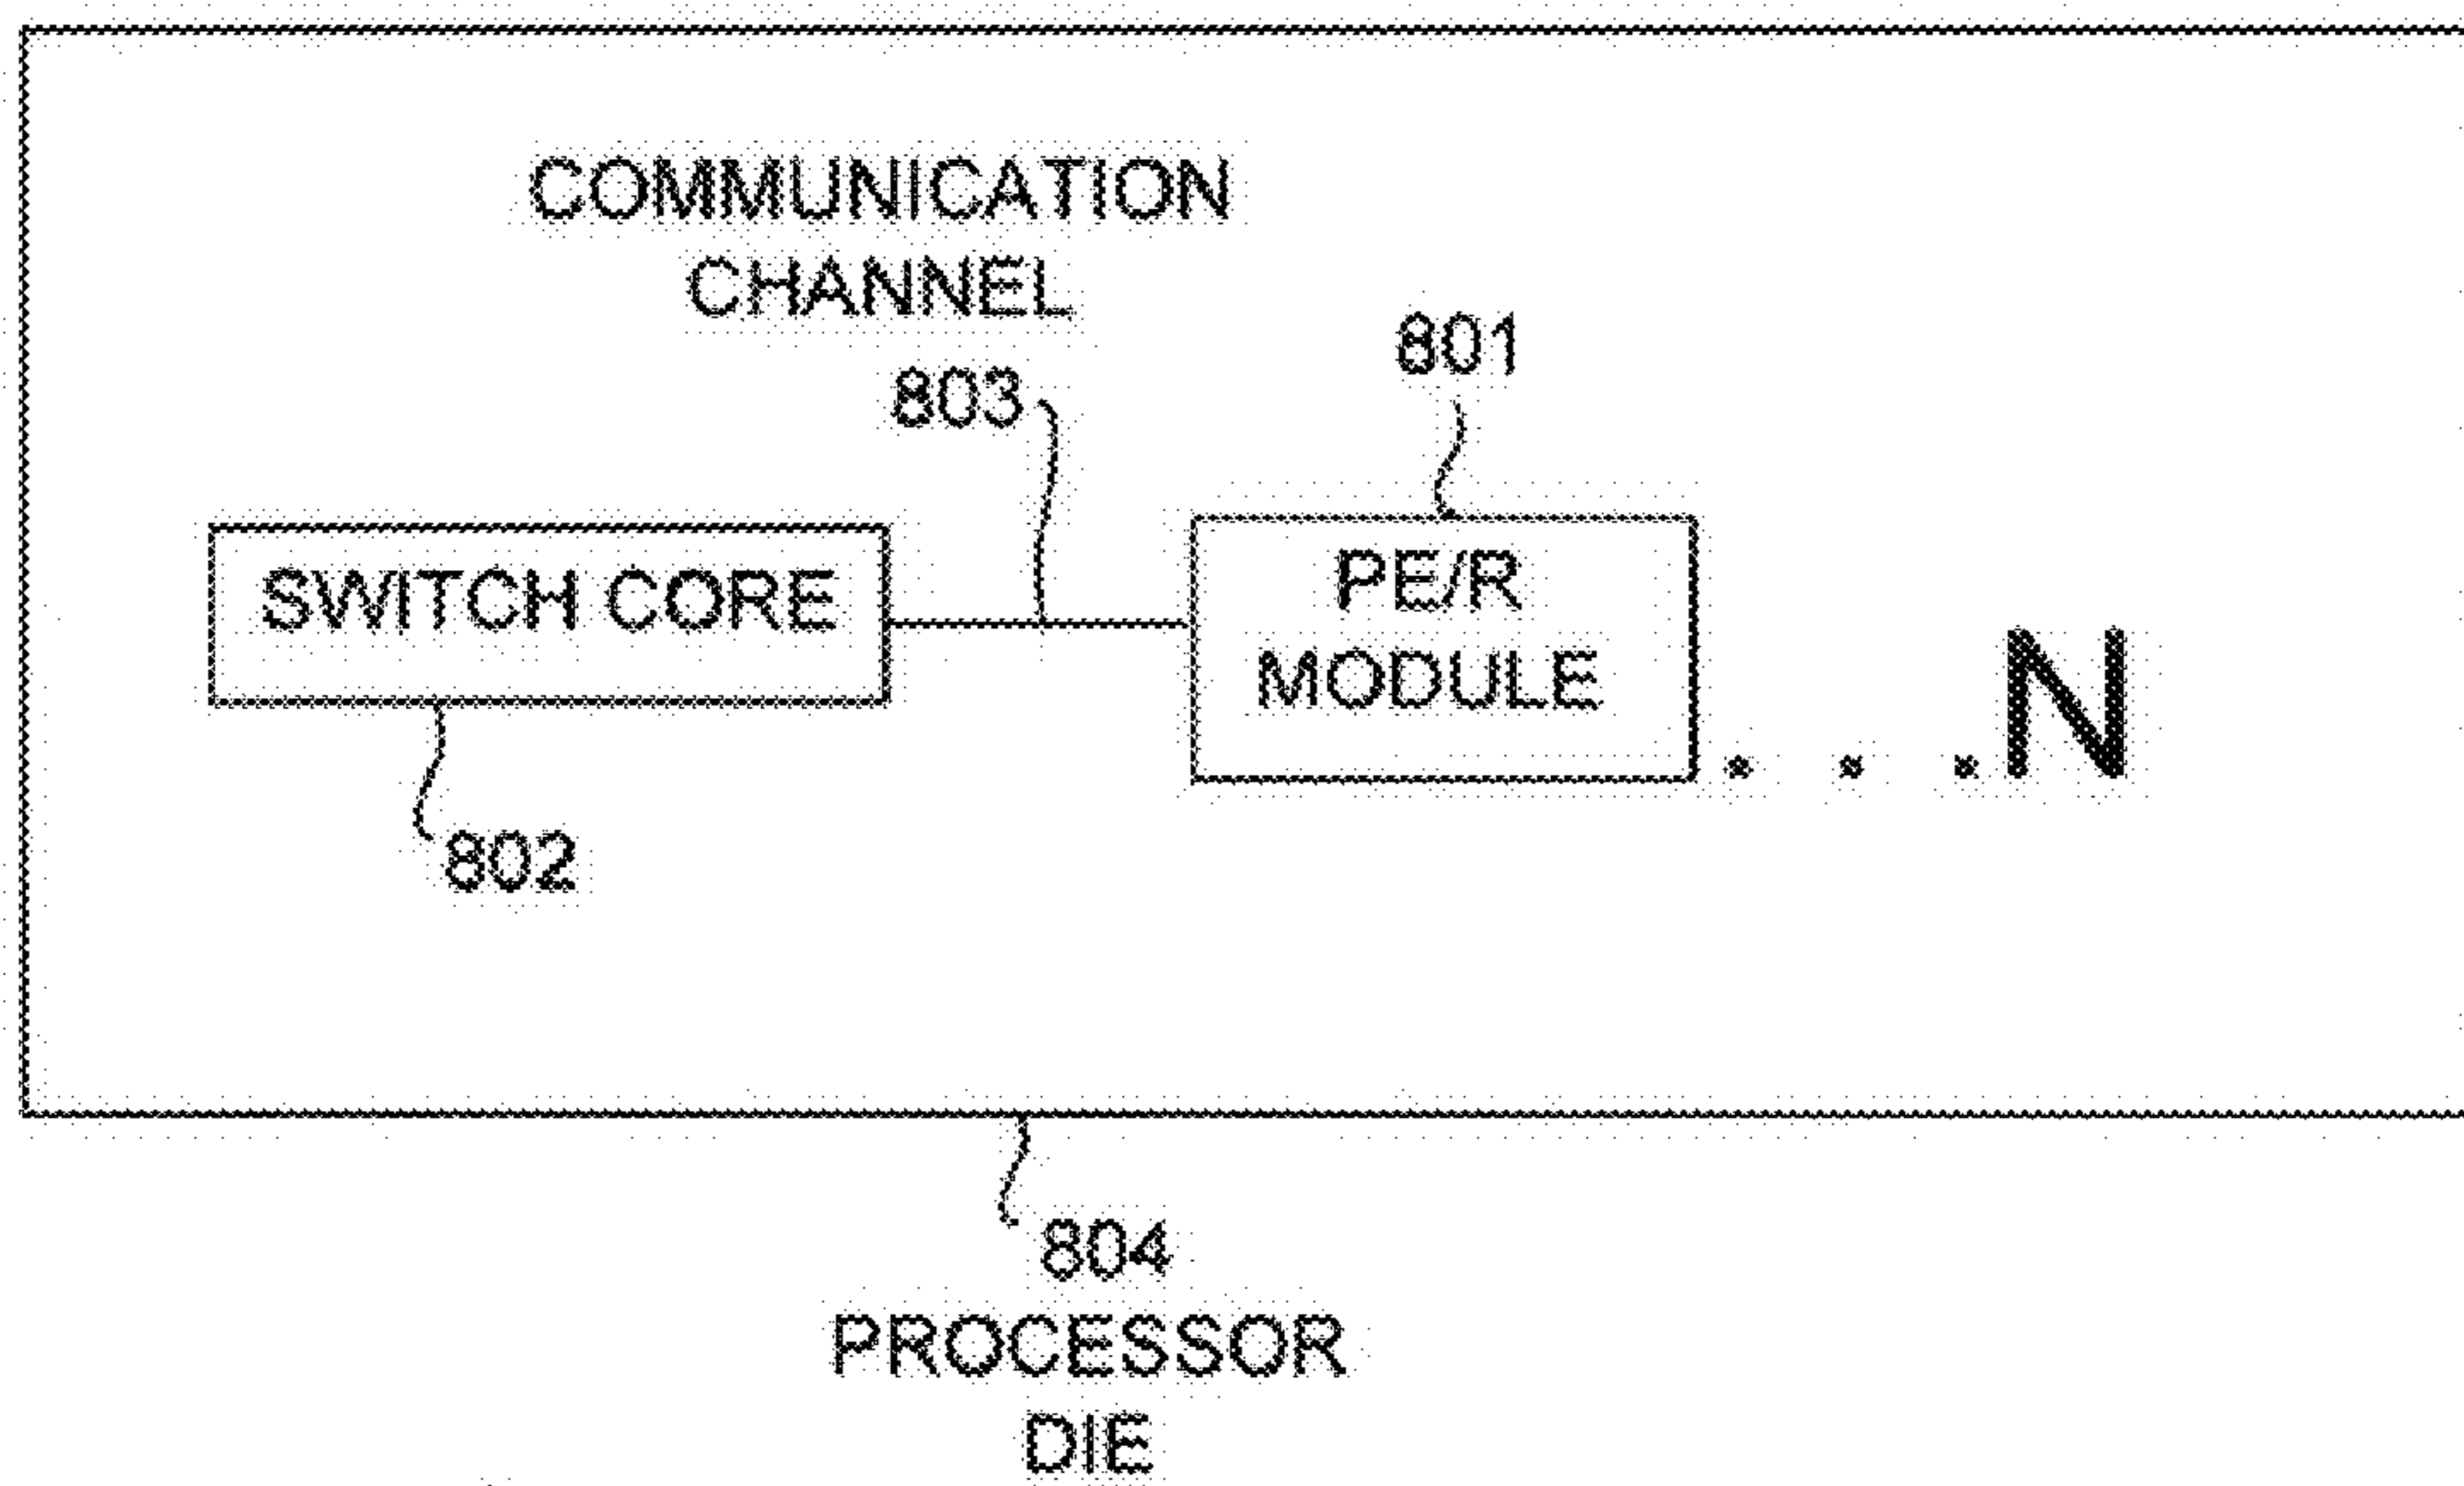 COMMUNICATION
CHANNEL
803
801
SWITCH CORE
PE/R
MODULE
. . . N
802
804
PROCESSOR
DIE